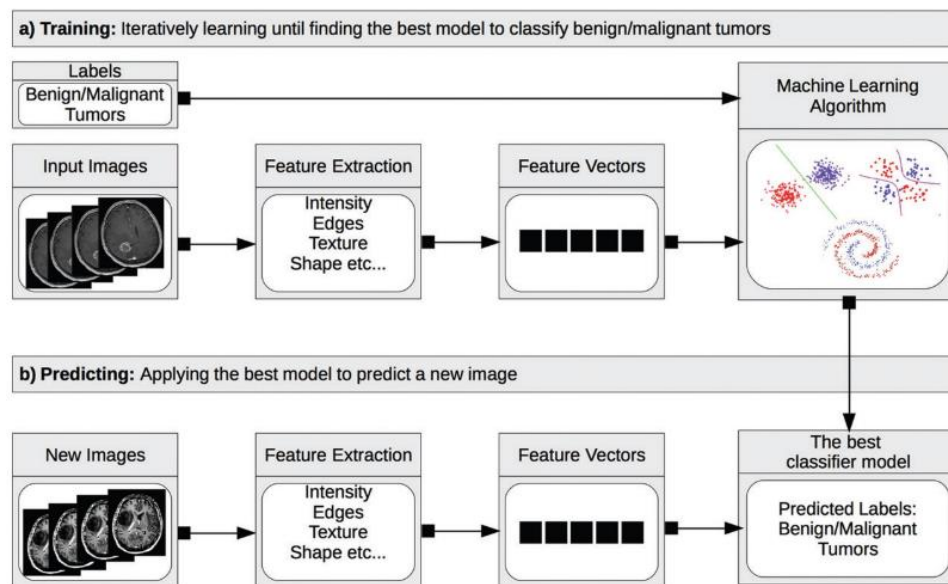 a) Training: Iteratively learning until finding the best model to classify benign/malignant tumors
Labels
Benign/Malignant
Tumors
Machine Learning
Algorithm
Input Images
Feature Extraction
Intensity
Edges
Texture
Shape etc...
Feature Vectors
b) Predicting: Applying the best model to predict a new image
New Images
Feature Extraction
Intensity
Edges
Texture
Shape etc...
Feature Vectors
The best
classifier model
Predicted Labels:
Benign/Malignant
Tumors